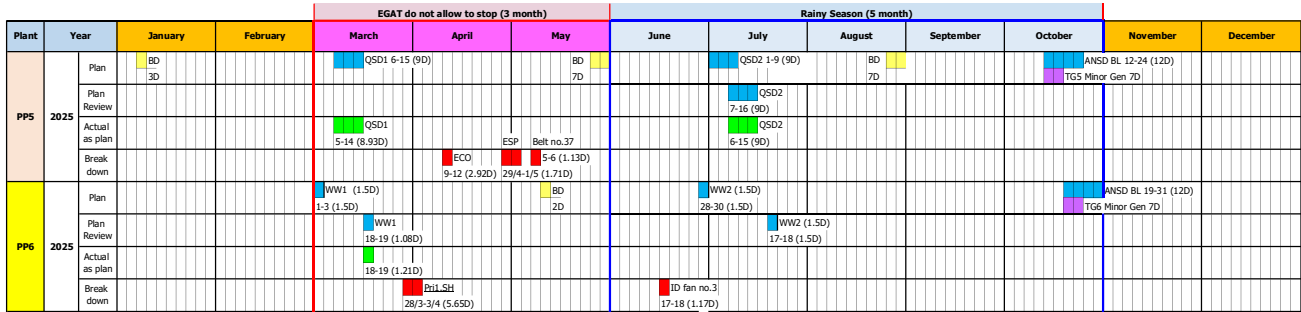 EGAT do not allow to stop (3 month) Rainy Season (5 month)
Plant Year January February March April May June July August September October November December
PP5 2025
Plan BD QSD1 6-15 (9D) BD QSD2 1-9 (9D) BD ANSD BL 12-24 (12D)
3D 7D 7D TG5 Minor Gen 7D
Plan Review QSD2
7-16 (9D)
Actual as plan QSD1 QSD2
5-14 (8.93D) ESP Belt no.37 6-15 (9D)
Break down ECO 5-6 (1.13D)
9-12 (2.92D) 29/4-1/5 (1.71D)
PP6 2025
Plan WW1 (1.5D) BD WW2 (1.5D) ANSD BL 19-31 (12D)
1-3 (1.5D) 2D 28-30 (1.5D) TG6 Minor Gen 7D
Plan Review WW1 WW2 (1.5D)
18-19 (1.08D) 17-18 (1.5D)
Actual as plan
18-19 (1.21D)
Break down Pri1.SH ID fan no.3
28/3-3/4 (5.65D) 17-18 (1.17D)